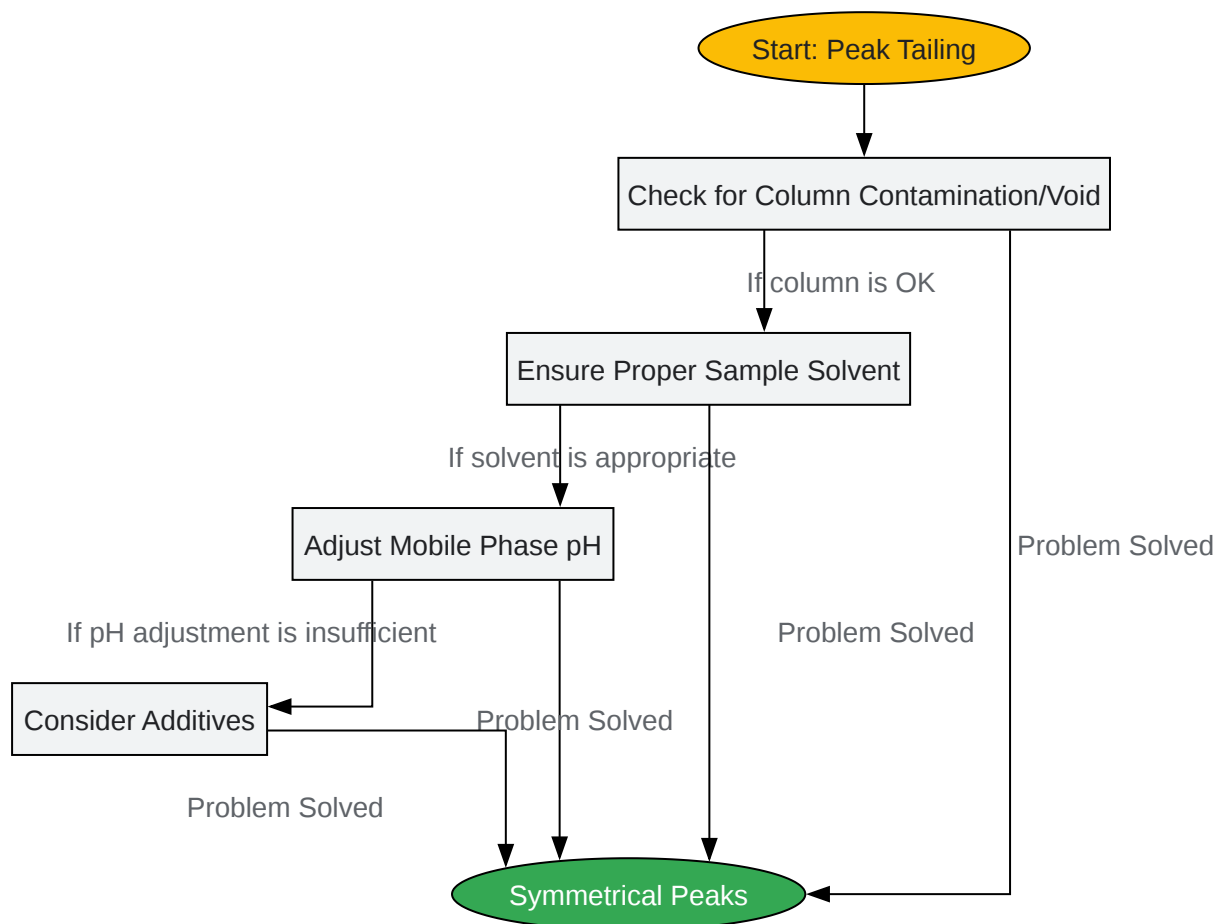 Start: Peak Tailing
Check for Column Contamination/Void
If column is OK
Ensure Proper Sample Solvent
If solvent is appropriate
Adjust Mobile Phase pH
Problem Solved
If pH adjustment is insufficient
Problem Solved
Consider Additives
Problem Solved
Problem Solved
Symmetrical Peaks